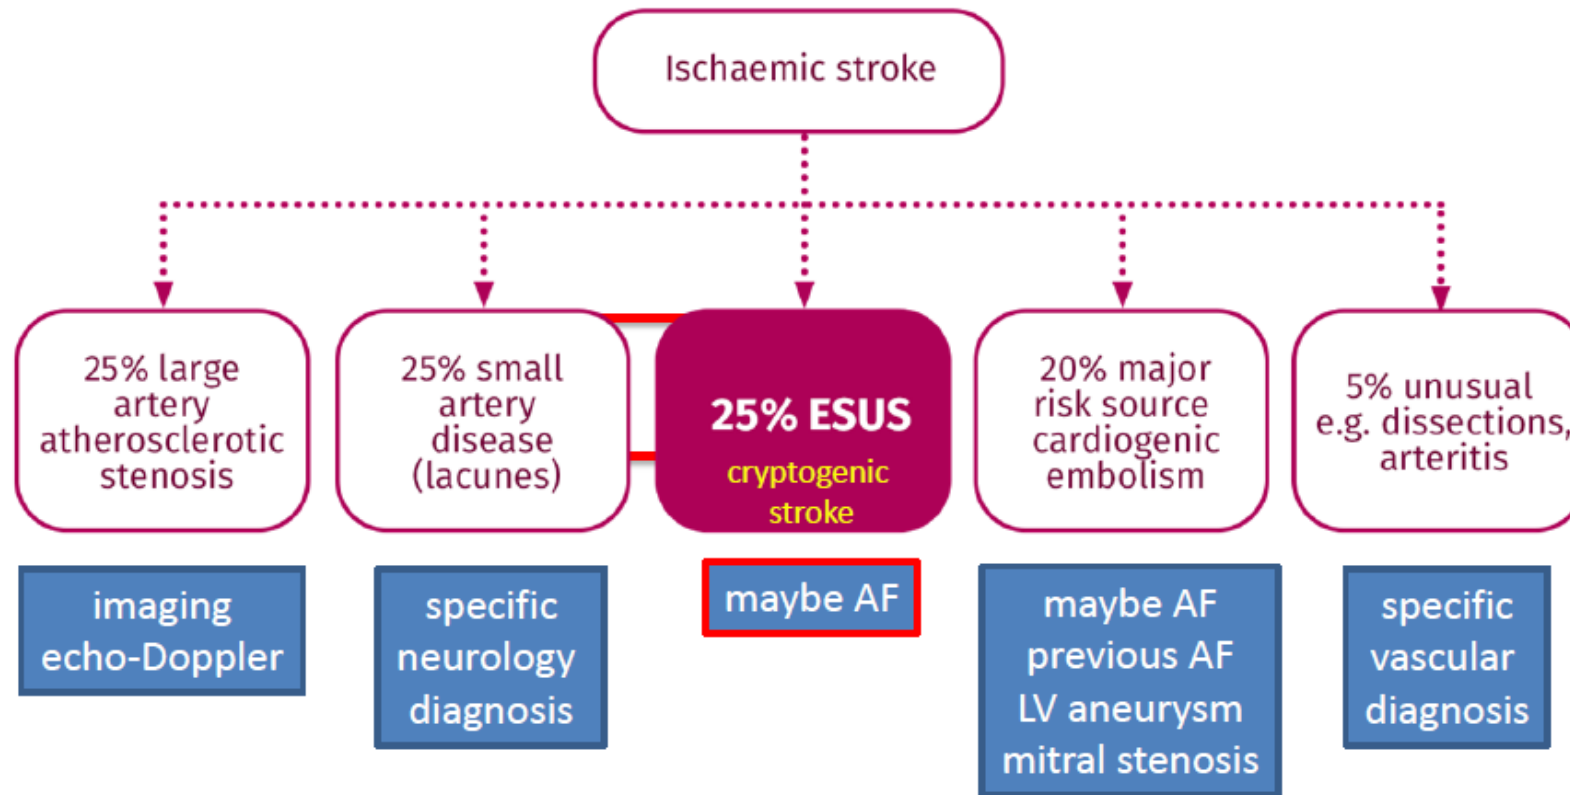 Ischaemic stroke
25% large
artery
atherosclerotic
stenosis
25% small
artery
disease
(lacunes)
25% ESUS
cryptogenic
stroke
20% major
risk source
cardiogenic
embolism
5% unusual
e.g. dissections,
arteritis
imaging
echo-Doppler
specific
neurology
diagnosis
maybe AF
maybe AF
previous AF
LV aneurysm
mitral stenosis
specific
vascular
diagnosis